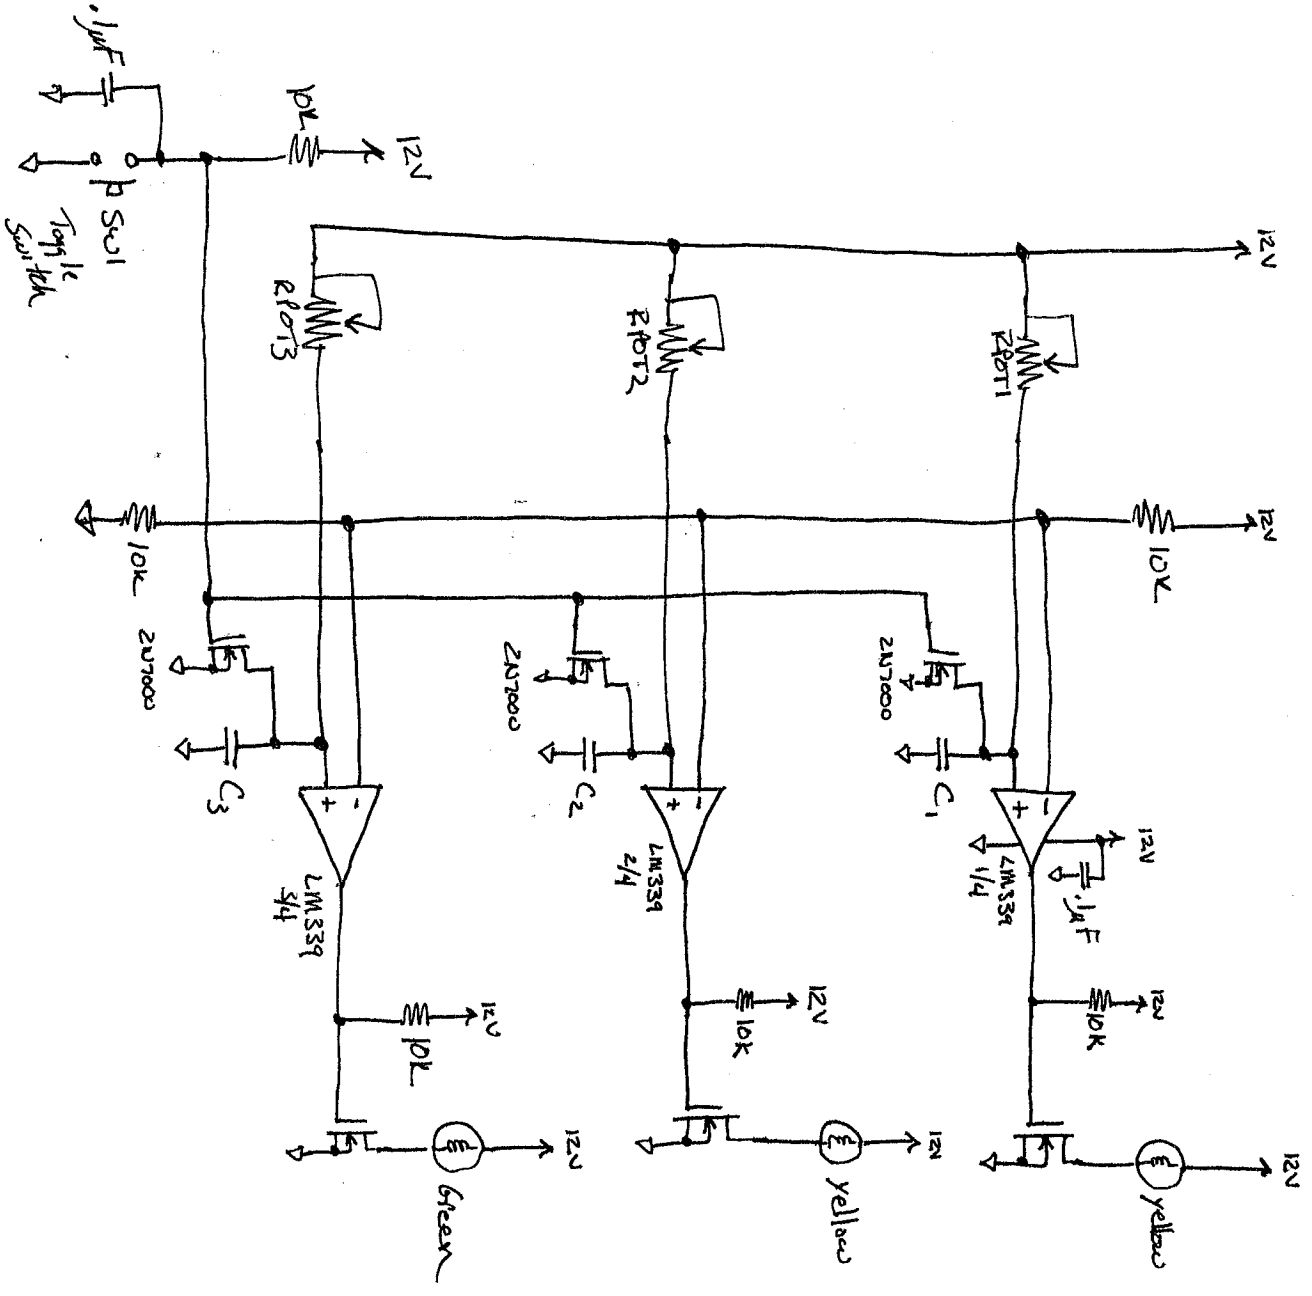 .1µF
10K
12V
SW1
Toggle
Switch
12V
RPOT3
RPOT2
RPOT1
10K
12V
10K
2N7000
2N7000
2N7000
C3
C2
C1
+ -
+ -
+ -
12V
.1µF
LM339
3/4
LM339
2/4
LM339
1/4
12V
10K
12V
10K
12V
10K
12V
Green
12V
yellow
12V
yellow